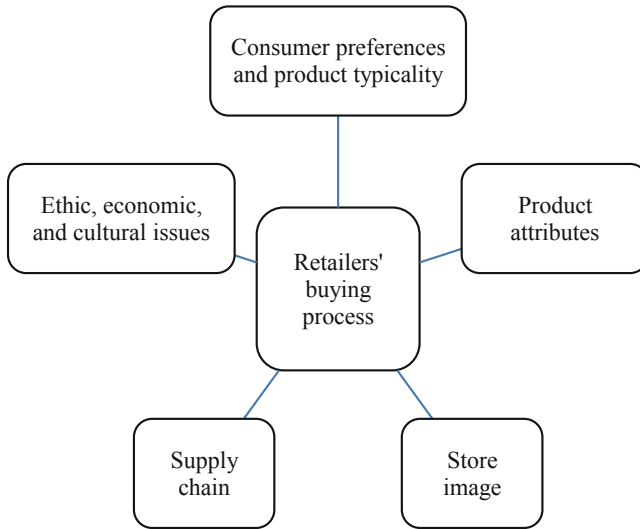 Consumer preferences
and product typicality
Ethic, economic,
and cultural issues
Product
attributes
Retailers'
buying
process
Supply
chain
Store
image